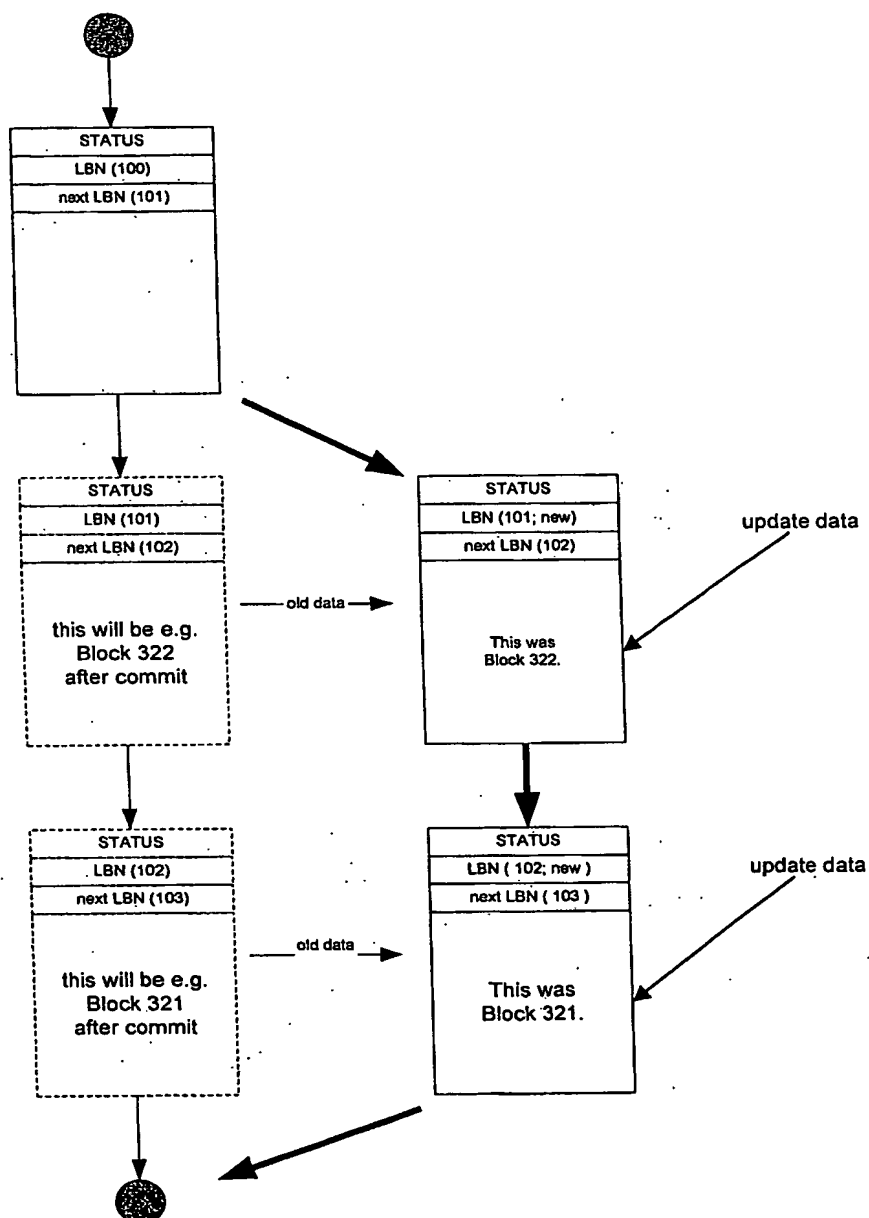 STATUS
LBN (100)
next LBN (101)
STATUS
LBN (101)
next LBN (102)
this will be e.g.
Block 322
after commit
old data
STATUS
LBN (101; new)
next LBN (102)
This was
Block 322.
update data
STATUS
LBN (102)
next LBN (103)
this will be e.g.
Block 321
after commit
old data
STATUS
LBN ( 102; new )
next LBN ( 103 )
This was
Block 321.
update data